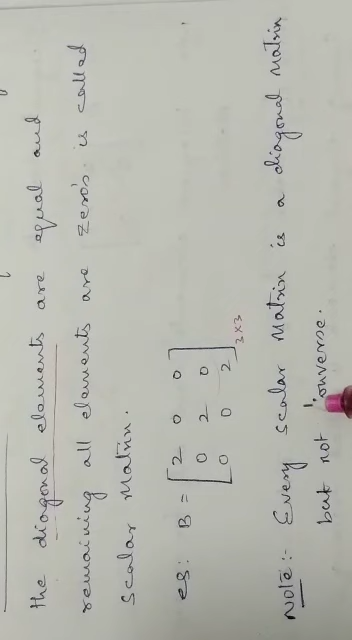 the diagonal elements are equal and
remaining all elements are zero's is called
Scalar Matrix.
eg: B = [2 0 0
0 2 0
0 0 2] 3×3
Note:- Every Scalar Matrix is a diagonal Matrix
but not Converse.